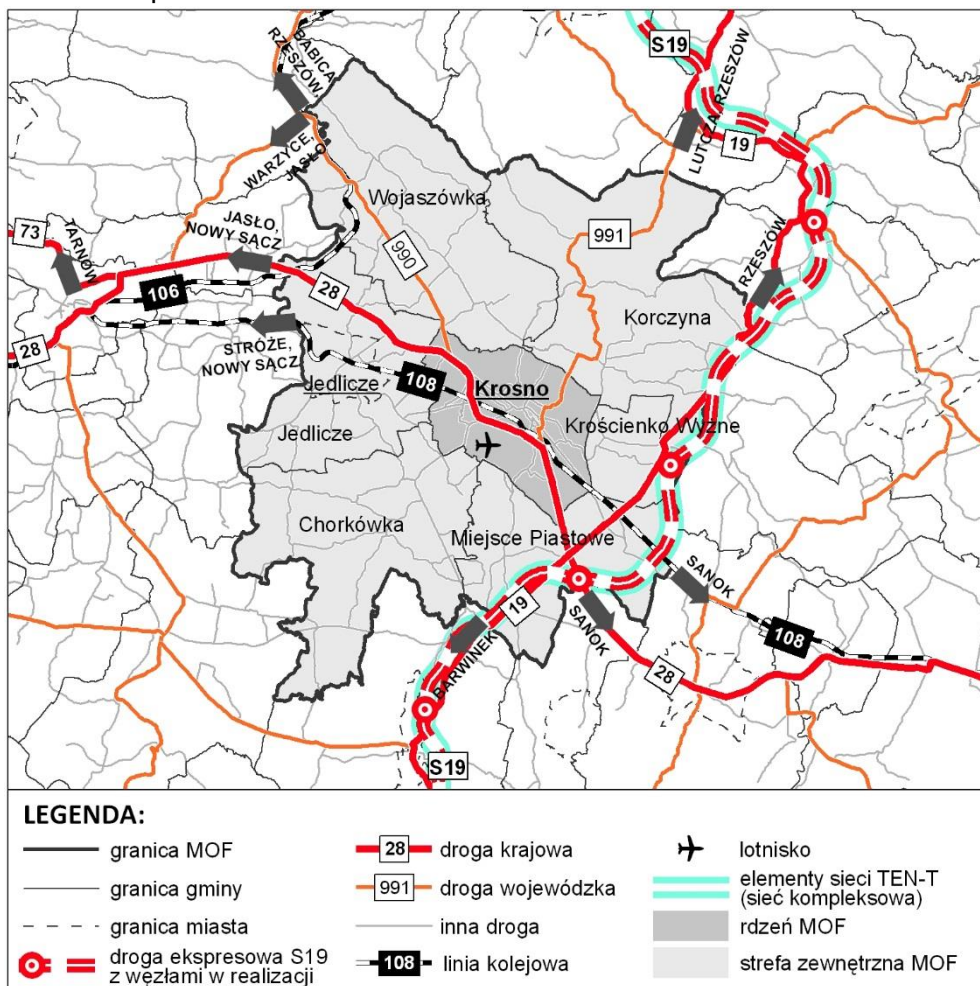 BABICA,
RZESZÓW,
S19
LUTCZA, RZESZÓW
19
WARZYCE,
JASŁO
Wojaszówka
TARNÓW
73
JASŁO,
NOWY SĄCZ
990
991
RZESZÓW
106
28
Korczyna
28
STRÓŻE,
NOWY SĄCZ
Jedlicze
108
Krosno
Jedlicze
Krościenko Wyżne
Chorkówka
Miejsce Piastowe
SANOK
19
SANOK
108
BARWINEK
28
S19
LEGENDA:
granica MOF
granica gminy
granica miasta
droga ekspresowa S19
z węzłami w realizacji
28 droga krajowa
991 droga wojewódzka
inna droga
108 linia kolejowa
lotnisko
elementy sieci TEN-T
(sieć kompleksowa)
rdzeń MOF
strefa zewnętrzna MOF